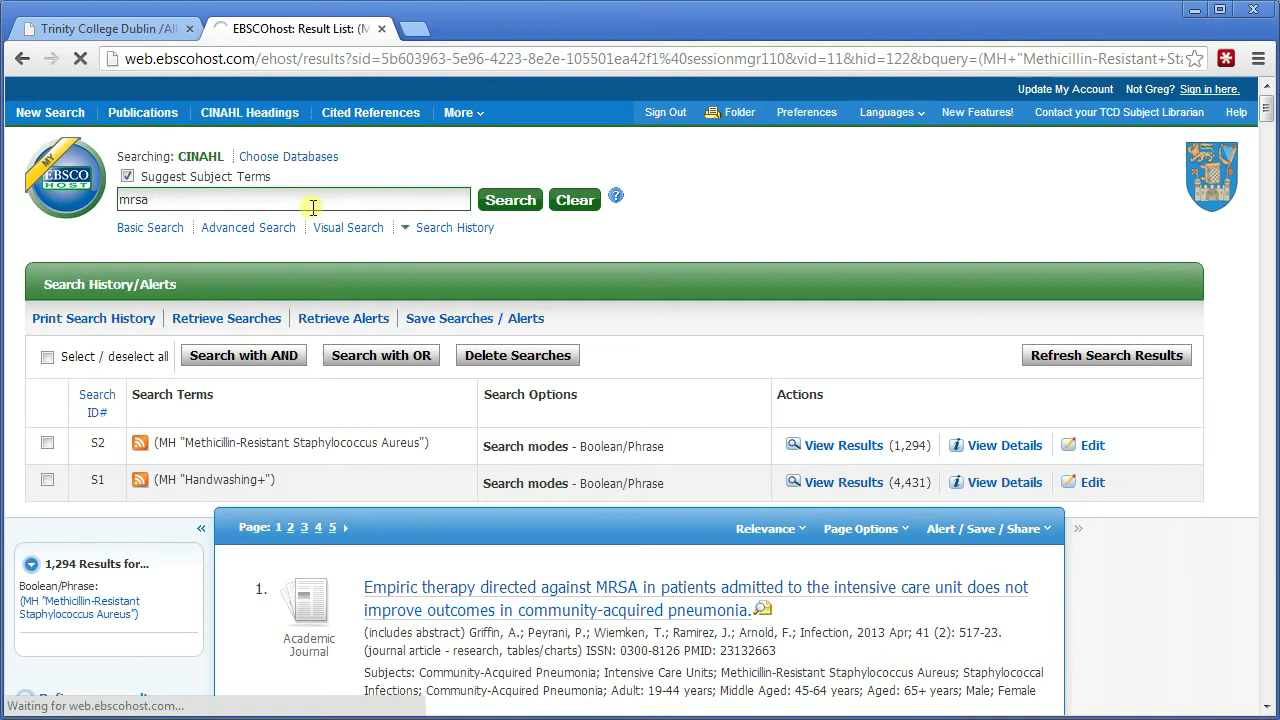 Trinity College Dublin /Al
EBSCOhost: Result List: (M
web.ebscohost.com/ehost/results?sid=5b603963-5e96-4223-8e2e-105501ea42f1%40sessionmgr110&vid=11&hid=122&bquery=(MH+"Methicillin-Resistant+Sta
Update My Account Not Greg? Sign in here.
New Search Publications CINAHL Headings Cited References More Sign Out Folder Preferences Languages New Features! Contact your TCD Subject Librarian Help
MY EBSCO HOST
Searching: CINAHL Choose Databases
Suggest Subject Terms
mrsa Search Clear ?
Basic Search Advanced Search Visual Search Search History
Search History/Alerts
Print Search History Retrieve Searches Retrieve Alerts Save Searches / Alerts
Select / deselect all Search with AND Search with OR Delete Searches Refresh Search Results
Search ID# Search Terms Search Options Actions
S2 (MH "Methicillin-Resistant Staphylococcus Aureus") Search modes - Boolean/Phrase View Results (1,294) View Details Edit
S1 (MH "Handwashing+") Search modes - Boolean/Phrase View Results (4,431) View Details Edit
« Page: 1 2 3 4 5 Relevance Page Options Alert / Save / Share »
1,294 Results for...
Boolean/Phrase:
(MH "Methicillin-Resistant
Staphylococcus Aureus")
1. Empiric therapy directed against MRSA in patients admitted to the intensive care unit does not
improve outcomes in community-acquired pneumonia.
Academic
Journal
(includes abstract) Griffin, A.; Peyrani, P.; Wiemken, T.; Ramirez, J.; Arnold, F.; Infection, 2013 Apr; 41 (2): 517-23.
(journal article - research, tables/charts) ISSN: 0300-8126 PMID: 23132663
Subjects: Community-Acquired Pneumonia; Intensive Care Units; Methicillin-Resistant Staphylococcus Aureus; Staphylococcal
Infections; Community-Acquired Pneumonia; Adult: 19-44 years; Middle Aged: 45-64 years; Aged: 65+ years; Male; Female
Waiting for web.ebscohost.com...